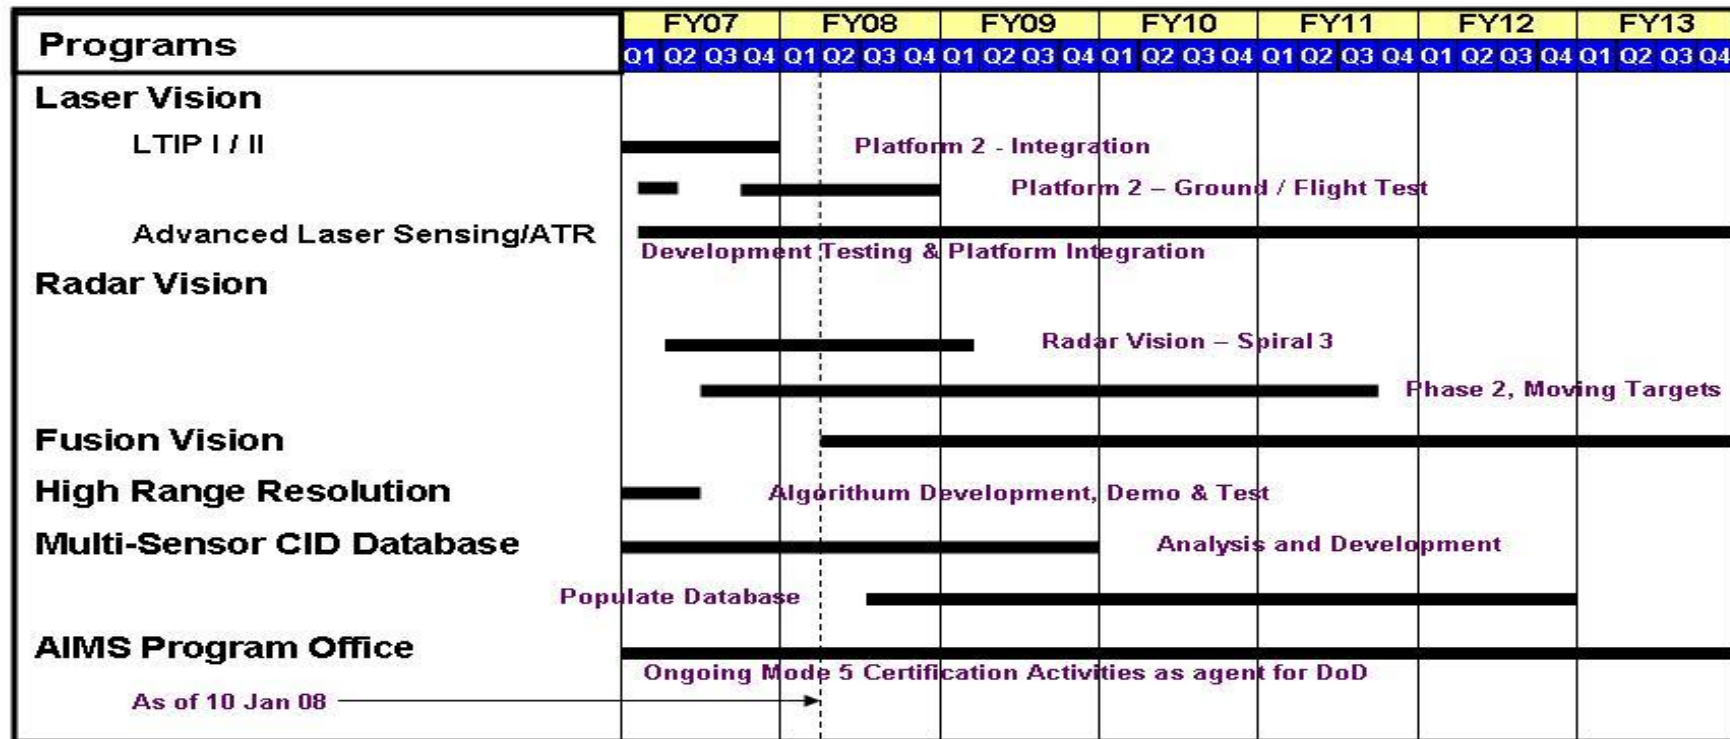 Programs
FY07 FY08 FY09 FY10 FY11 FY12 FY13
Q1 Q2 Q3 Q4 Q1 Q2 Q3 Q4 Q1 Q2 Q3 Q4 Q1 Q2 Q3 Q4 Q1 Q2 Q3 Q4 Q1 Q2 Q3 Q4 Q1 Q2 Q3 Q4
Laser Vision
LTIP I / II
Platform 2 - Integration
Platform 2 – Ground / Flight Test
Advanced Laser Sensing/ATR
Development Testing & Platform Integration
Radar Vision
Radar Vision – Spiral 3
Phase 2, Moving Targets
Fusion Vision
High Range Resolution
Algorithum Development, Demo & Test
Multi-Sensor CID Database
Analysis and Development
Populate Database
AIMS Program Office
Ongoing Mode 5 Certification Activities as agent for DoD
As of 10 Jan 08